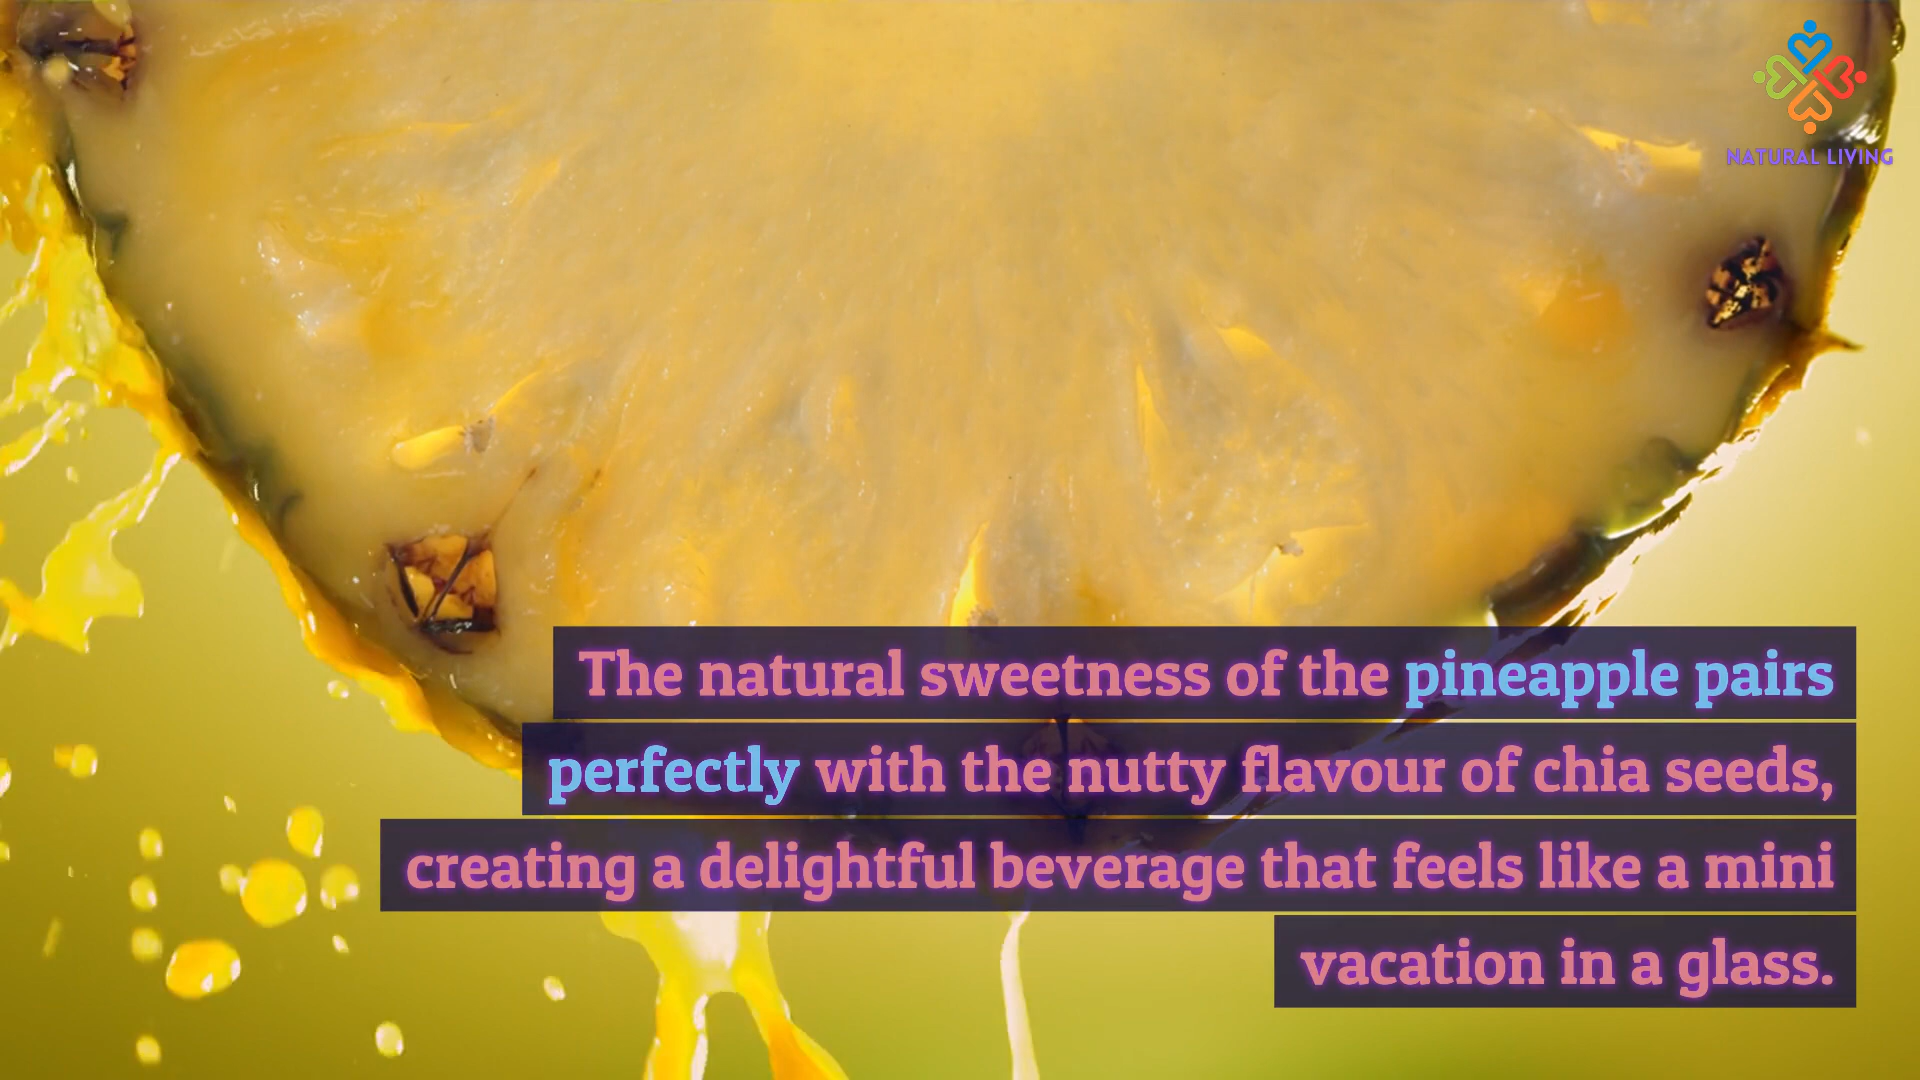 NATURAL LIVING
The natural sweetness of the pineapple pairs
perfectly with the nutty flavour of chia seeds,
creating a delightful beverage that feels like a mini
vacation in a glass.